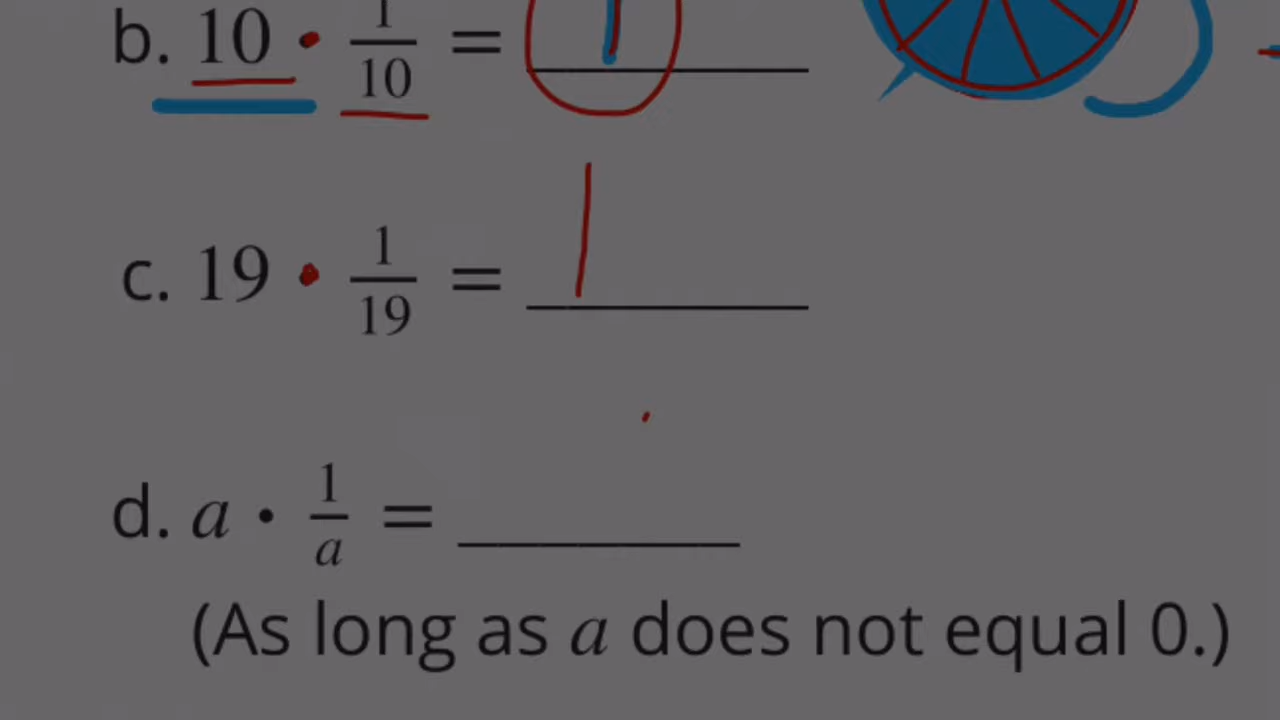 b. 10 · 1/10 = 1
c. 19 · 1/19 = 1
d. a · 1/a = ________
(As long as a does not equal 0.)